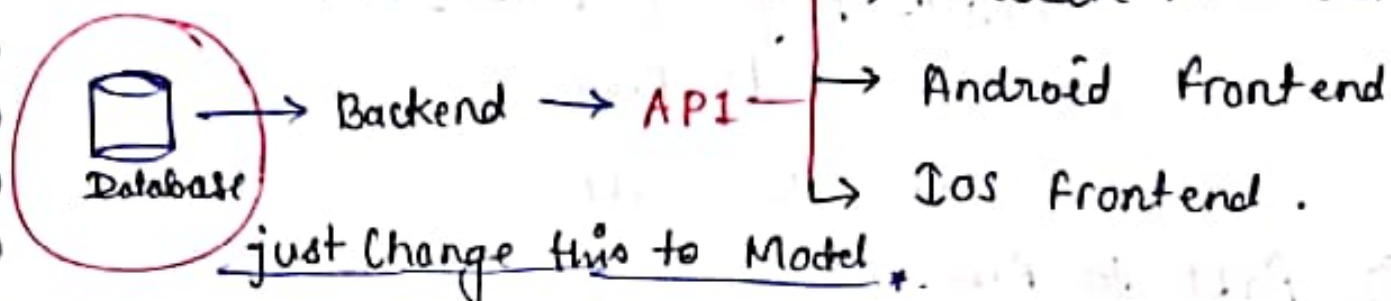 Android frontend
Backend API
Database
Ios frontend.
just Change this to Model.